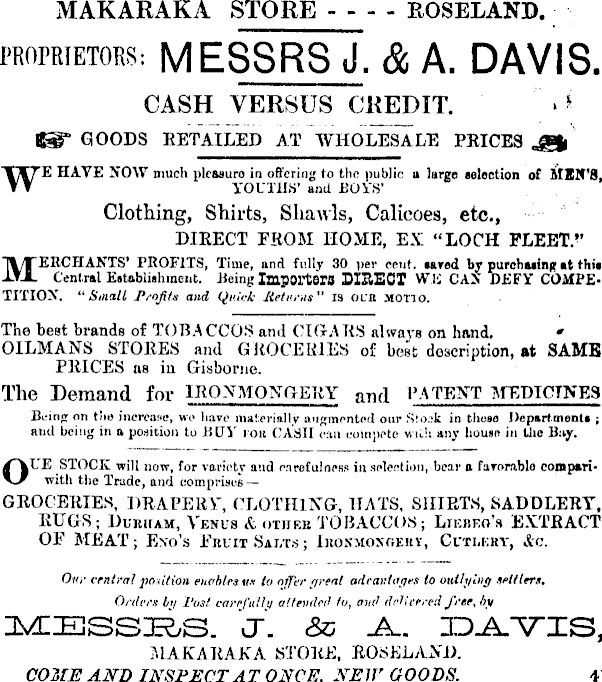 MAKARAKA STORE - - - - ROSELAND.
PROPRIETORS: MESSRS J. & A. DAVIS.
CASH VERSUS CREDIT.
GOODS RETAILED AT WHOLESALE PRICES
WE HAVE NOW much pleasure in offering to the public a large selection of MEN'S,
YOUTHS' and BOYS'
Clothing, Shirts, Shawls, Calicoes, etc.,
DIRECT FROM HOME, EX "LOCH FLEET."
MERCHANTS' PROFITS, Time, and fully 30 per cent. saved by purchasing at this
Central Establishment. Being Importers DIRECT WE CAN DEFY COMPE-
TITION. "Small Profits and Quick Returns" IS OUR MOTTO.
The best brands of TOBACCOS and CIGARS always on hand.
OILMANS STORES and GROCERIES of best description, at SAME
PRICES as in Gisborne.
The Demand for IRONMONGERY and PATENT MEDICINES
Being on the increase, we have materially augmented our Stock in these Departments ;
and being in a position to BUY FOR CASH can compete with any house in the Bay.
OUR STOCK will now, for variety and carefulness in selection, bear a favorable compari-
with the Trade, and comprises—
GROCERIES, DRAPERY, CLOTHING, HATS, SHIRTS, SADDLERY,
RUGS; DURHAM, VENUS & OTHER TOBACCOS; LIEBEG'S EXTRACT
OF MEAT; ENO'S FRUIT SALTS; IRONMONGERY, CUTLERY, &c.
Our central position enables us to offer great advantages to outlying settlers.
Orders by Post carefully attended to, and delivered free, by
MESSRS. J. & A. DAVIS,
MAKARAKA STORE, ROSELAND.
COME AND INSPECT AT ONCE. NEW GOODS. 4